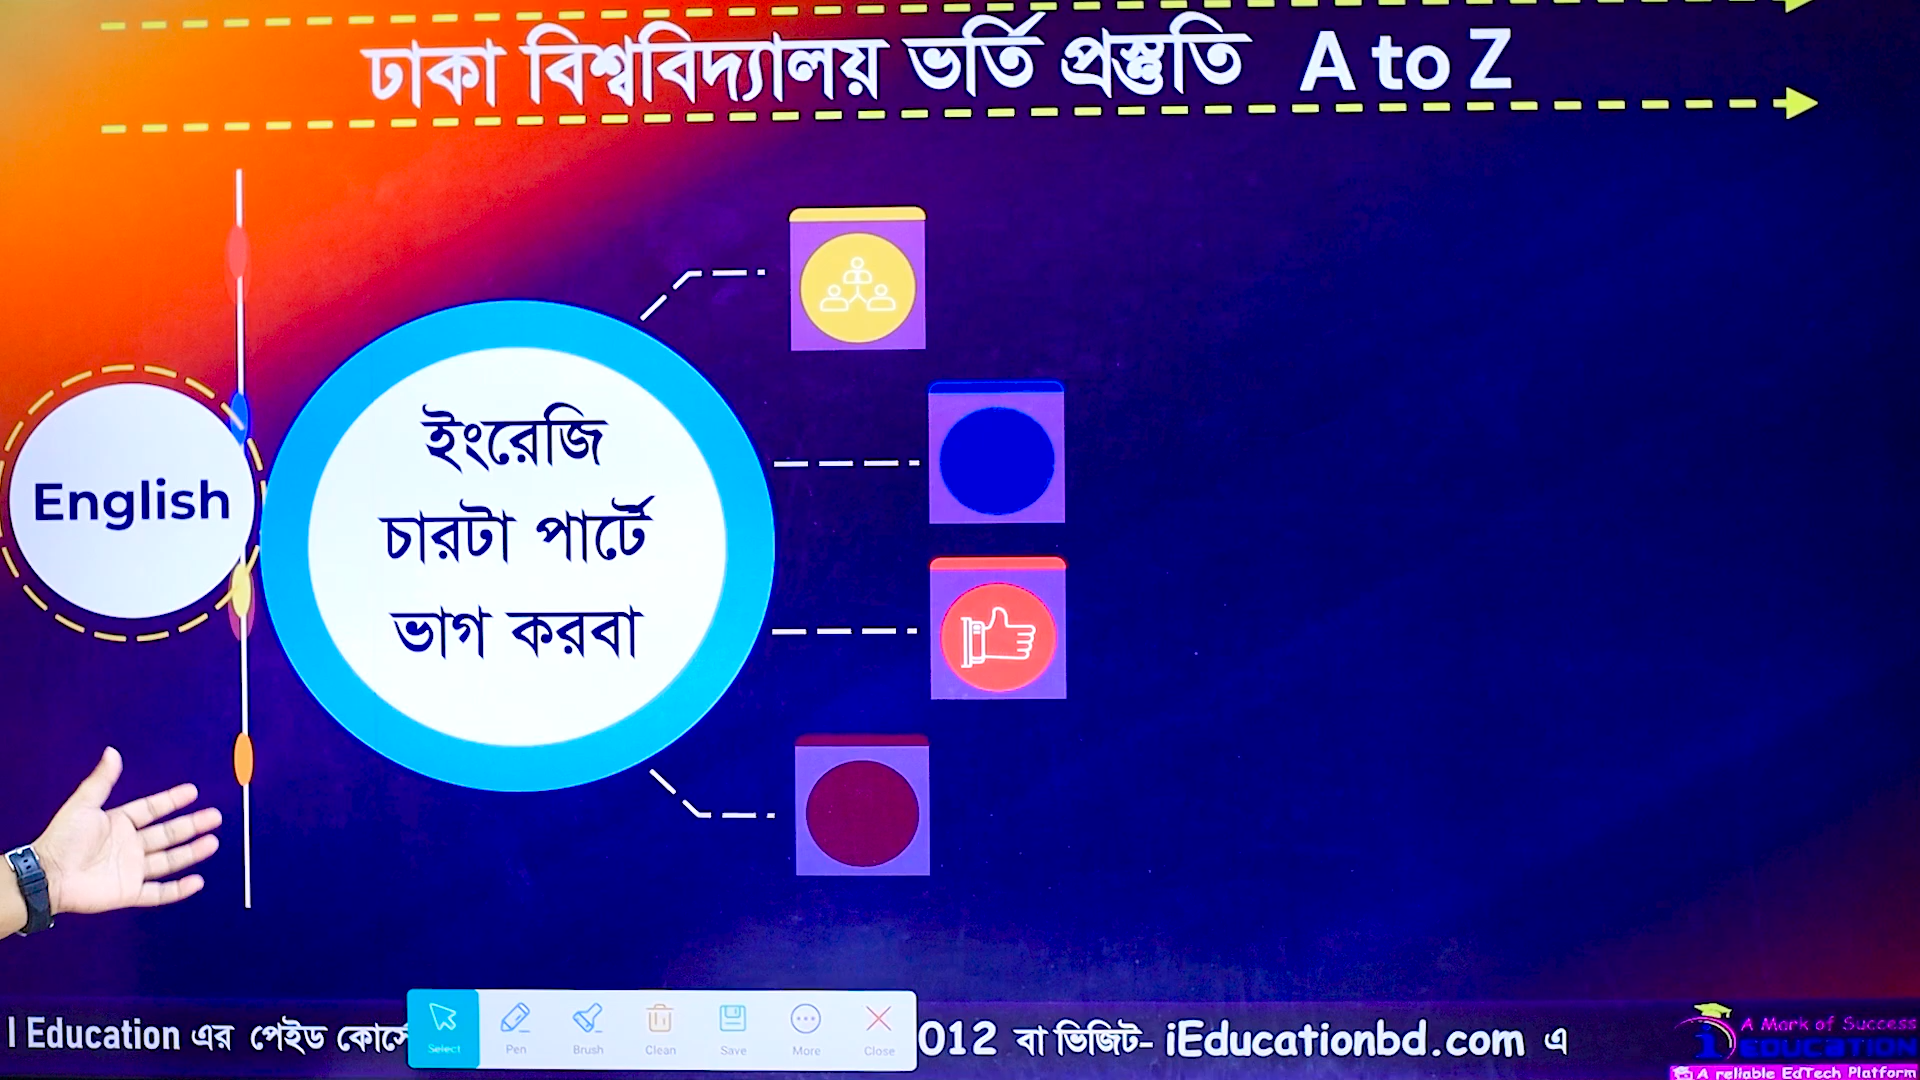 ঢাকা বিশ্ববিদ্যালয় ভর্তি প্রস্তুতি A to Z
English
ইংরেজি
চারটা পার্টে
ভাগ করবা
Select Pen Brush Clean Save More Close
I Education এর পেইড কোর্সে
012 বা ভিজিট- iEducationbd.com এ
A Mark of Success
EDUCATION
A reliable EdTech Platform